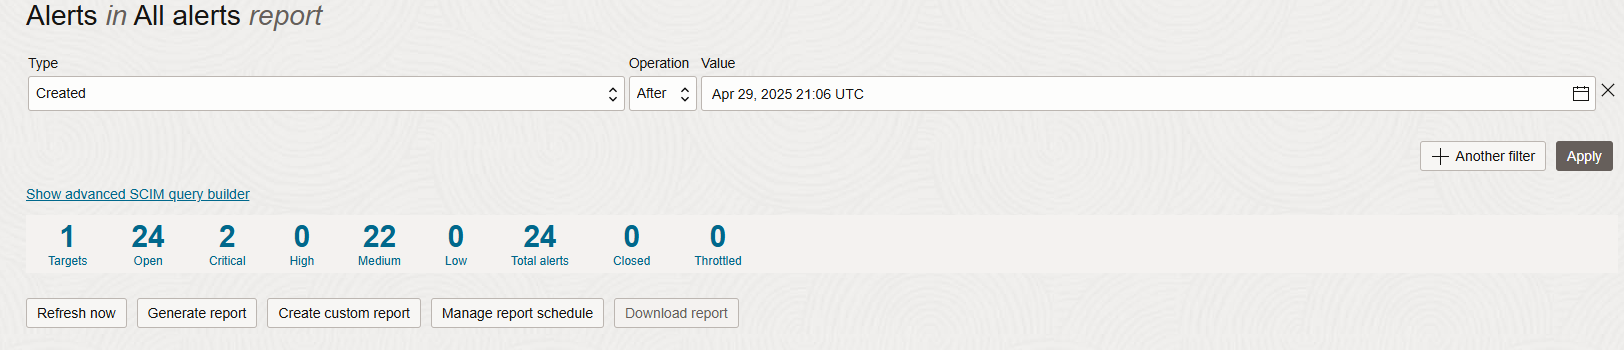 Alerts in All alerts report
Type Operation Value
Created After Apr 29, 2025 21:06 UTC
Another filter Apply
Show advanced SCIM query builder
1 24 2 0 22 0 24 0 0
Targets Open Critical High Medium Low Total alerts Closed Throttled
Refresh now Generate report Create custom report Manage report schedule Download report